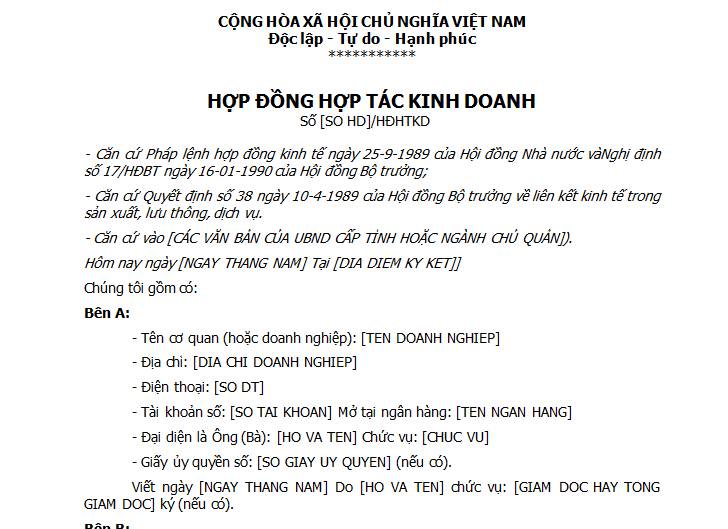 CỘNG HÒA XÃ HỘI CHỦ NGHĨA VIỆT NAM
Độc lập - Tự do - Hạnh phúc
***********
HỢP ĐỒNG HỢP TÁC KINH DOANH
Số [SO HD]/HĐHTKD
- Căn cứ Pháp lệnh hợp đồng kinh tế ngày 25-9-1989 của Hội đồng Nhà nước vàNghị định
số 17/HĐBT ngày 16-01-1990 của Hội đồng Bộ trưởng;
- Căn cứ Quyết định số 38 ngày 10-4-1989 của Hội đồng Bộ trưởng về liên kết kinh tế trong
sản xuất, lưu thông, dịch vụ.
- Căn cứ vào [CÁC VĂN BẢN CỦA UBND CẤP TỈNH HOẶC NGÀNH CHỦ QUẢN]).
Hôm nay ngày [NGAY THANG NAM] Tại [DIA DIEM KY KET]]
Chúng tôi gồm có:
Bên A:
- Tên cơ quan (hoặc doanh nghiệp): [TEN DOANH NGHIEP]
- Địa chỉ: [DIA CHI DOANH NGHIEP]
- Điện thoại: [SO DT]
- Tài khoản số: [SO TAI KHOAN] Mở tại ngân hàng: [TEN NGAN HANG]
- Đại diện là Ông (Bà): [HO VA TEN] Chức vụ: [CHUC VU]
- Giấy ủy quyền số: [SO GIAY UY QUYEN] (nếu có).
Viết ngày [NGAY THANG NAM] Do [HO VA TEN] chức vụ: [GIAM DOC HAY TONG
GIAM DOC] ký (nếu có).
Bên B: